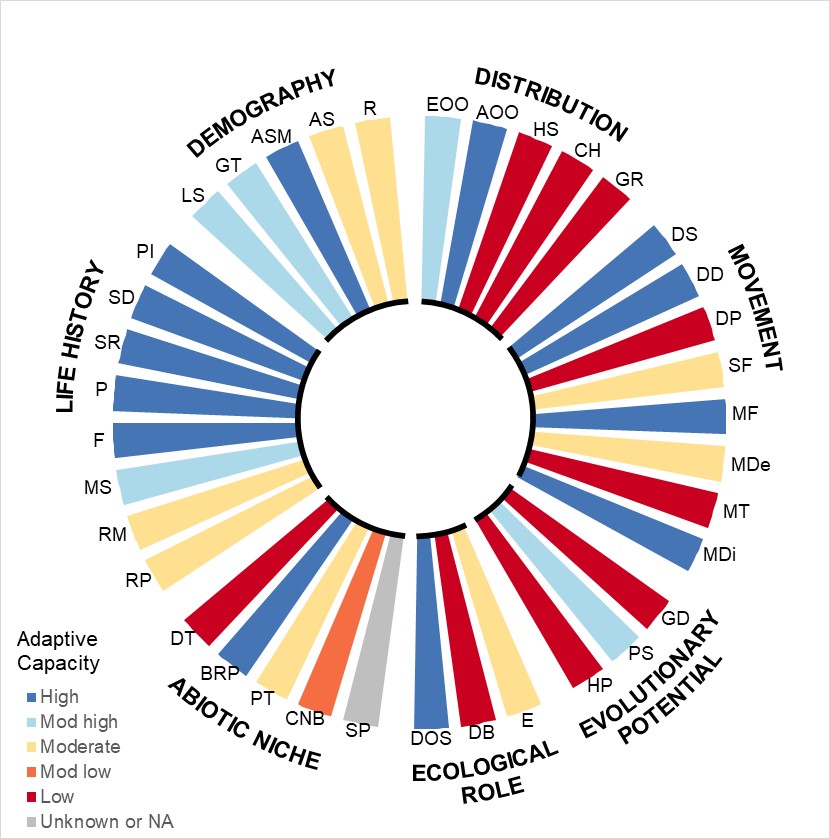 DEMOGRAPHY
R
AS
ASM
GT
LS
DISTRIBUTION
EOO
AOO
HS
CH
GR
MOVEMENT
DS
DD
DP
SF
MF
MDe
MT
MDi
EVOLUTIONARY
POTENTIAL
GD
PS
HP
ECOLOGICAL
ROLE
E
DB
DOS
ABIOTIC NICHE
SP
CNB
PT
BRP
DT
LIFE HISTORY
RP
RM
MS
F
P
SR
SD
PI
Adaptive
Capacity
High
Mod high
Moderate
Mod low
Low
Unknown or NA